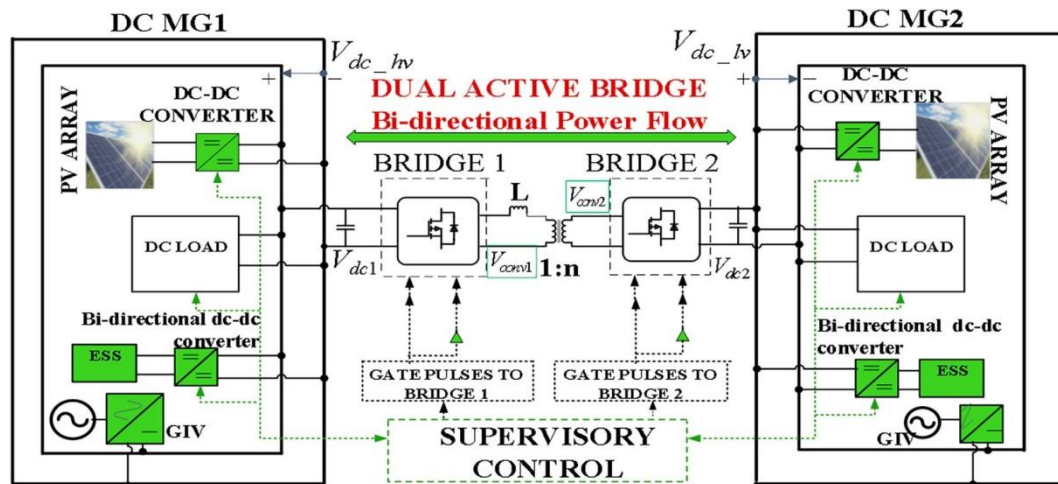 DC MG1
DC MG2
V_dc_hv
V_dc_lv
+
−
+
−
DUAL ACTIVE BRIDGE
Bi-directional Power Flow
DC-DC
CONVERTER
PV ARRAY
DC-DC
CONVERTER
PV ARRAY
BRIDGE 1
BRIDGE 2
L
V_conv2
DC LOAD
DC LOAD
V_dc1
V_conv1
1:n
V_dc2
Bi-directional dc-dc
converter
Bi-directional dc-dc
converter
ESS
ESS
GATE PULSES TO
BRIDGE 1
GATE PULSES TO
BRIDGE 2
GIV
GIV
SUPERVISORY
CONTROL